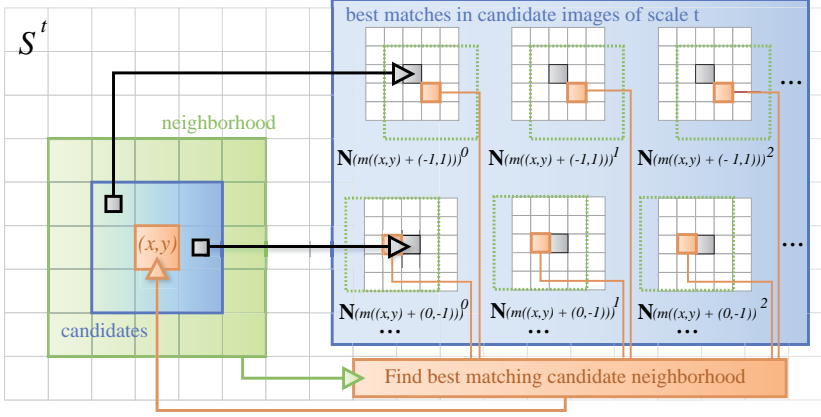 best matches in candidate images of scale t
S^t
neighborhood
(x,y)
candidates
N(m((x,y) + (-1,1)))^0
N(m((x,y) + (-1,1)))^1
N(m((x,y) + (- 1,1)))^2
...
N(m((x,y) + (0,-1)))^0
N(m((x,y) + (0,-1)))^1
N(m((x,y) + (0,-1)))^2
...
...
...
...
Find best matching candidate neighborhood